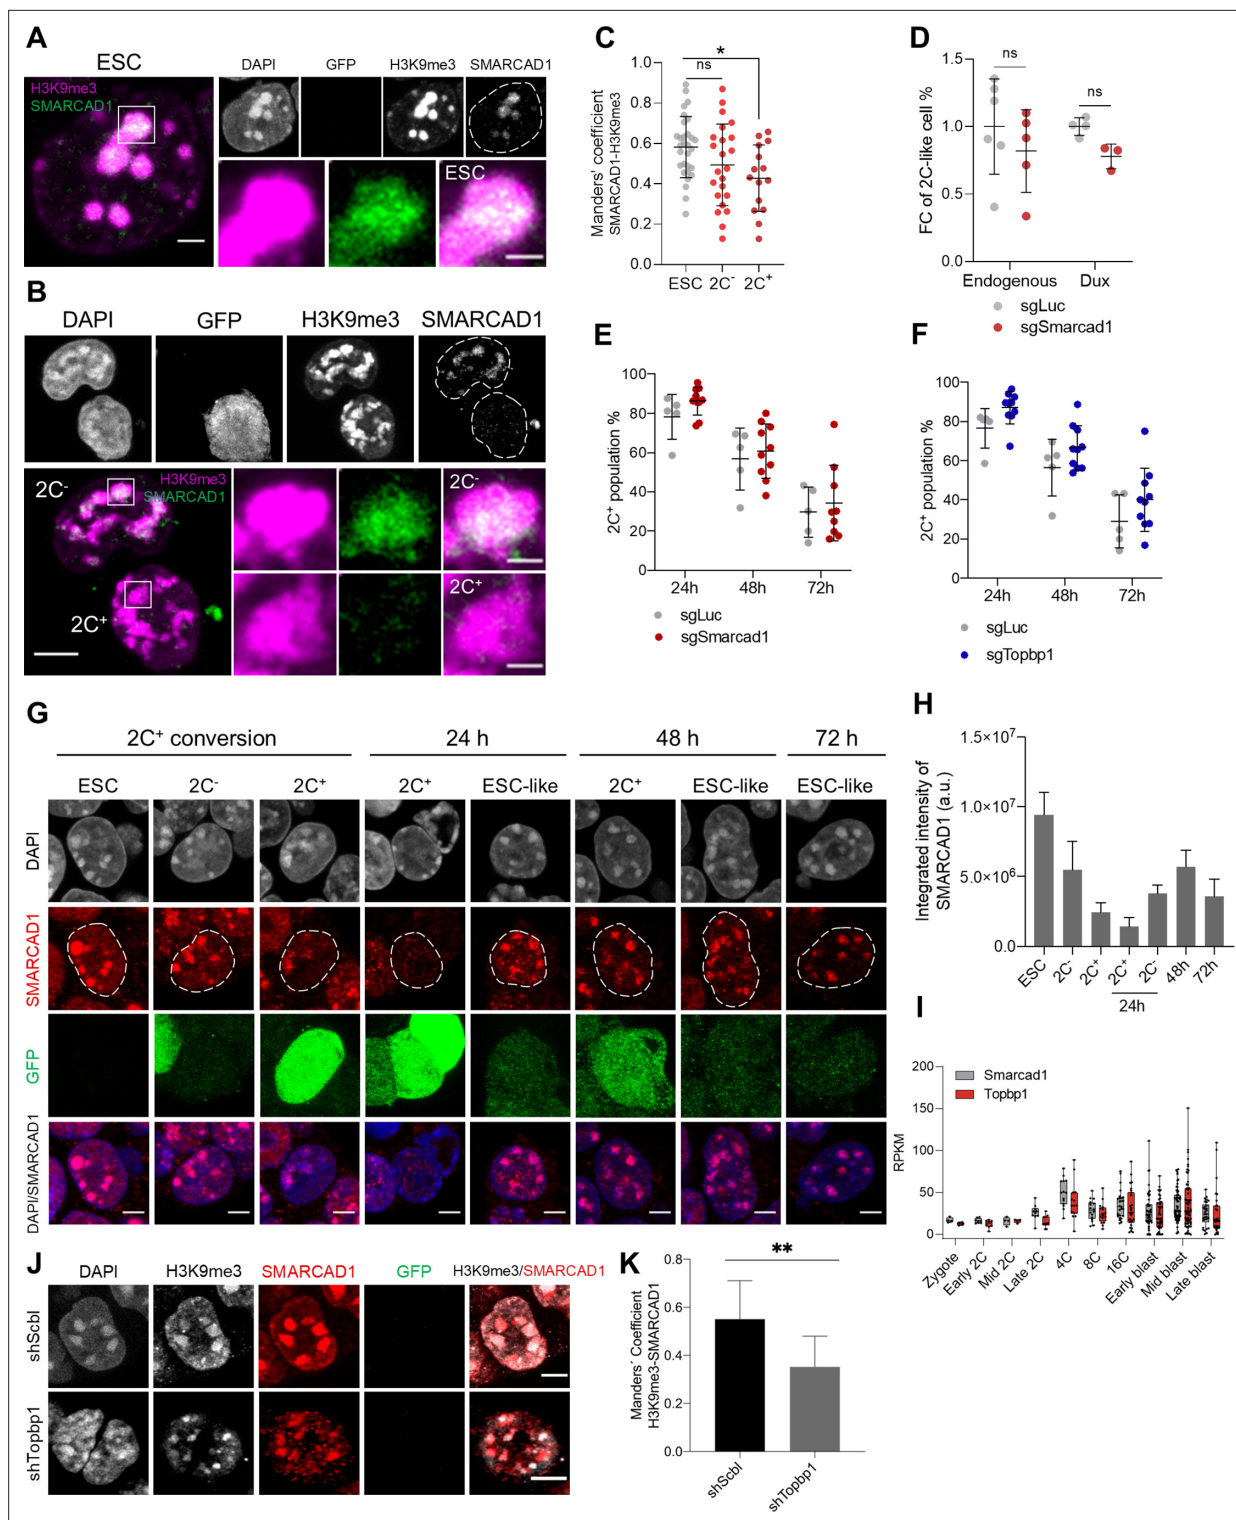 A
ESC
H3K9me3
SMARCAD1
DAPI GFP H3K9me3 SMARCAD1
ESC
B
DAPI GFP H3K9me3 SMARCAD1
H3K9me3
SMARCAD1
2C⁻
2C⁺
2C⁻
2C⁺
C
Manders' coefficient
SMARCAD1-H3K9me3
1.0
0.8
0.6
0.4
0.2
0.0
*
ns
ESC 2C⁻ 2C⁺
D
FC of 2C-like cell %
1.5
1.0
0.5
0.0
ns
ns
Endogenous Dux
sgLuc
sgSmarcad1
E
2C⁺ population %
100
80
60
40
20
0
24h 48h 72h
sgLuc
sgSmarcad1
F
2C⁺ population %
100
80
60
40
20
0
24h 48h 72h
sgLuc
sgTopbp1
G
2C⁺ conversion 24 h 48 h 72 h
ESC 2C⁻ 2C⁺ 2C⁺ ESC-like 2C⁺ ESC-like ESC-like
DAPI
SMARCAD1
GFP
DAPI/SMARCAD1
H
Integrated intensity of
SMARCAD1 (a.u.)
1.5×10⁷
1.0×10⁷
5.0×10⁶
0.0
ESC 2C⁻ 2C⁺ 2C⁺ 2C⁻ 48h 72h
24h
I
Smarcad1
Topbp1
RPKM
200
150
100
50
0
Zygote Early 2C Mid 2C Late 2C 4C 8C 16C Early blast Mid blast Late blast
J
DAPI H3K9me3 SMARCAD1 GFP H3K9me3/SMARCAD1
shScbl
shTopbp1
K
Manders´ Coefficient
H3K9me3-SMARCAD1
0.8
0.6
0.4
0.2
0.0
**
shScbl shTopbp1